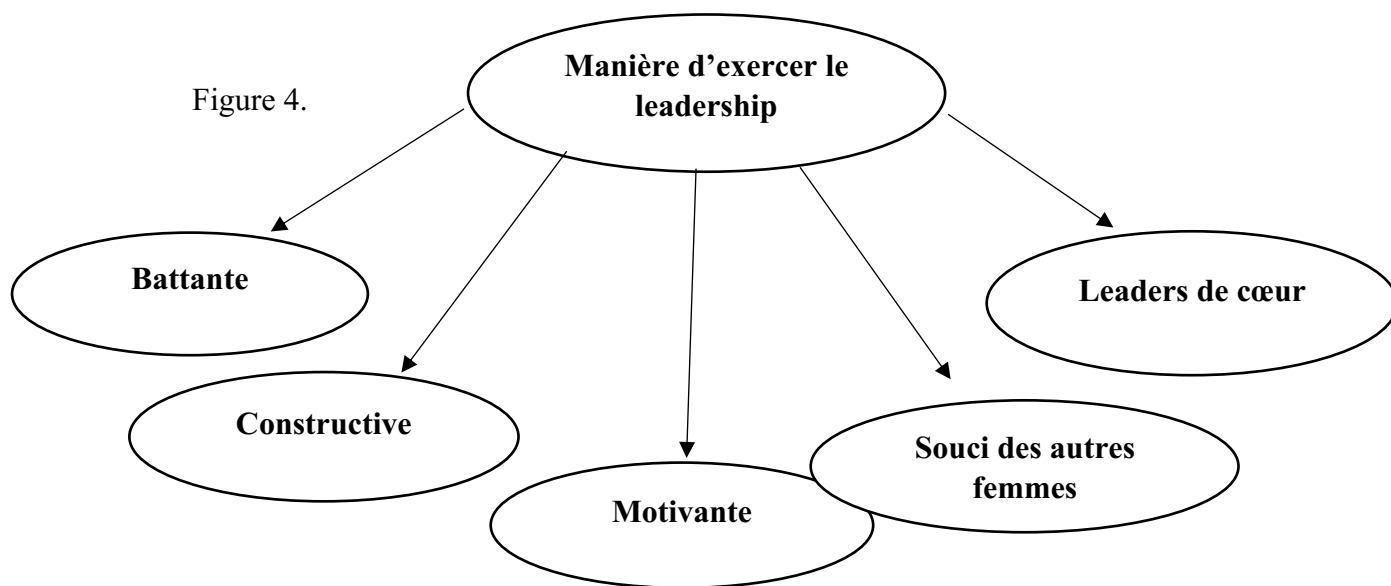 Manière d’exercer le
leadership
Figure 4.
Battante
Leaders de cœur
Constructive
Souci des autres
femmes
Motivante